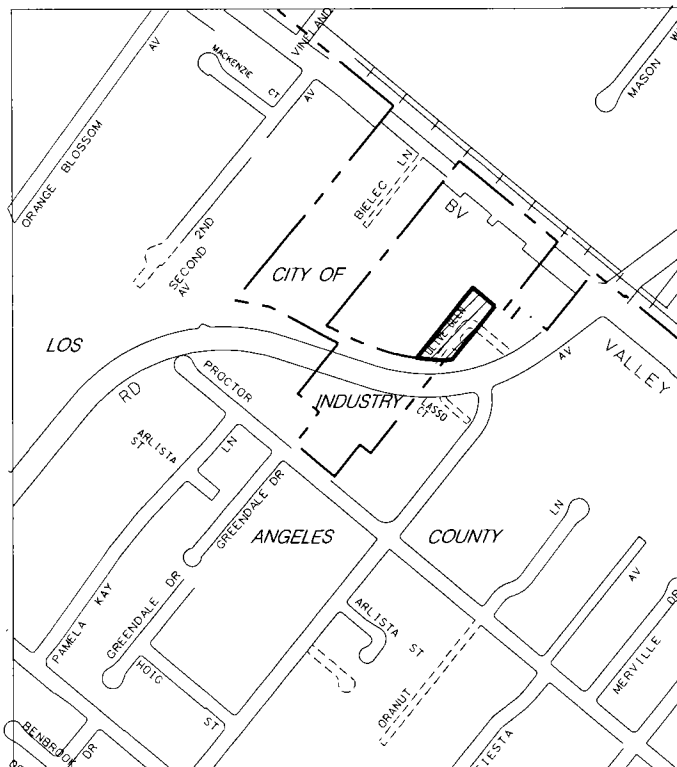 VINELAND
AV
MACKENZIE
CT
AV
MASON
ORANGE BLOSSOM
BIELEC LN
BV
2ND
SECOND
AV
CITY OF
OLIVE GLEN
LOS
AV
VALLEY
RD
PROCTOR
INDUSTRY
LASSO
CT
ARLISTA
ST
LN
GREENDALE DR
ANGELES
COUNTY
LN
AV
PAMELA KAY
GREENDALE DR
ARLISTA ST
MERVILLE DR
HOIG
ST
ORANUT
BENBROOK DR
IESTA